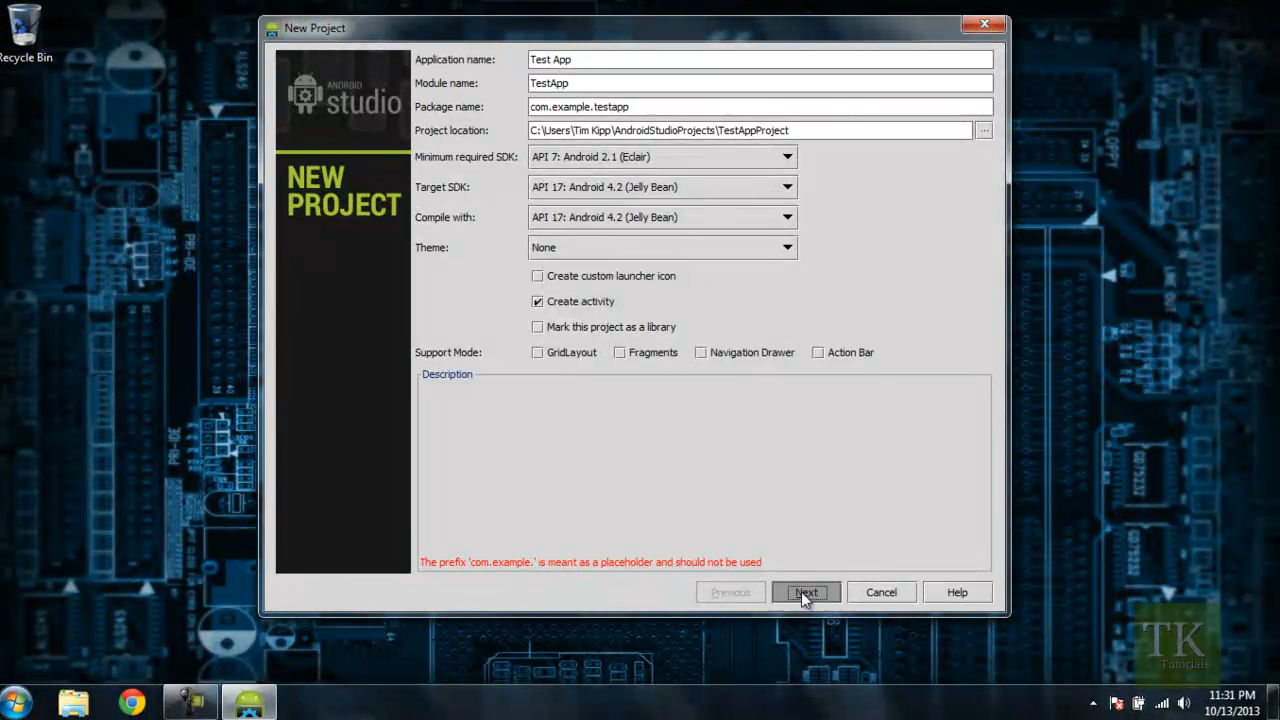 Recycle Bin
New Project
ANDROID
studio
NEW
PROJECT
Application name: Test App
Module name: TestApp
Package name: com.example.testapp
Project location: C:\Users\Tim Kipp\AndroidStudioProjects\TestAppProject ...
Minimum required SDK: API 7: Android 2.1 (Eclair)
Target SDK: API 17: Android 4.2 (Jelly Bean)
Compile with: API 17: Android 4.2 (Jelly Bean)
Theme: None
Create custom launcher icon
Create activity
Mark this project as a library
Support Mode: GridLayout Fragments Navigation Drawer Action Bar
Description
The prefix 'com.example.' is meant as a placeholder and should not be used
Previous Next Cancel Help
PRI-IDE
PRI-IDE
TK
Tutorials
11:31 PM
10/13/2013